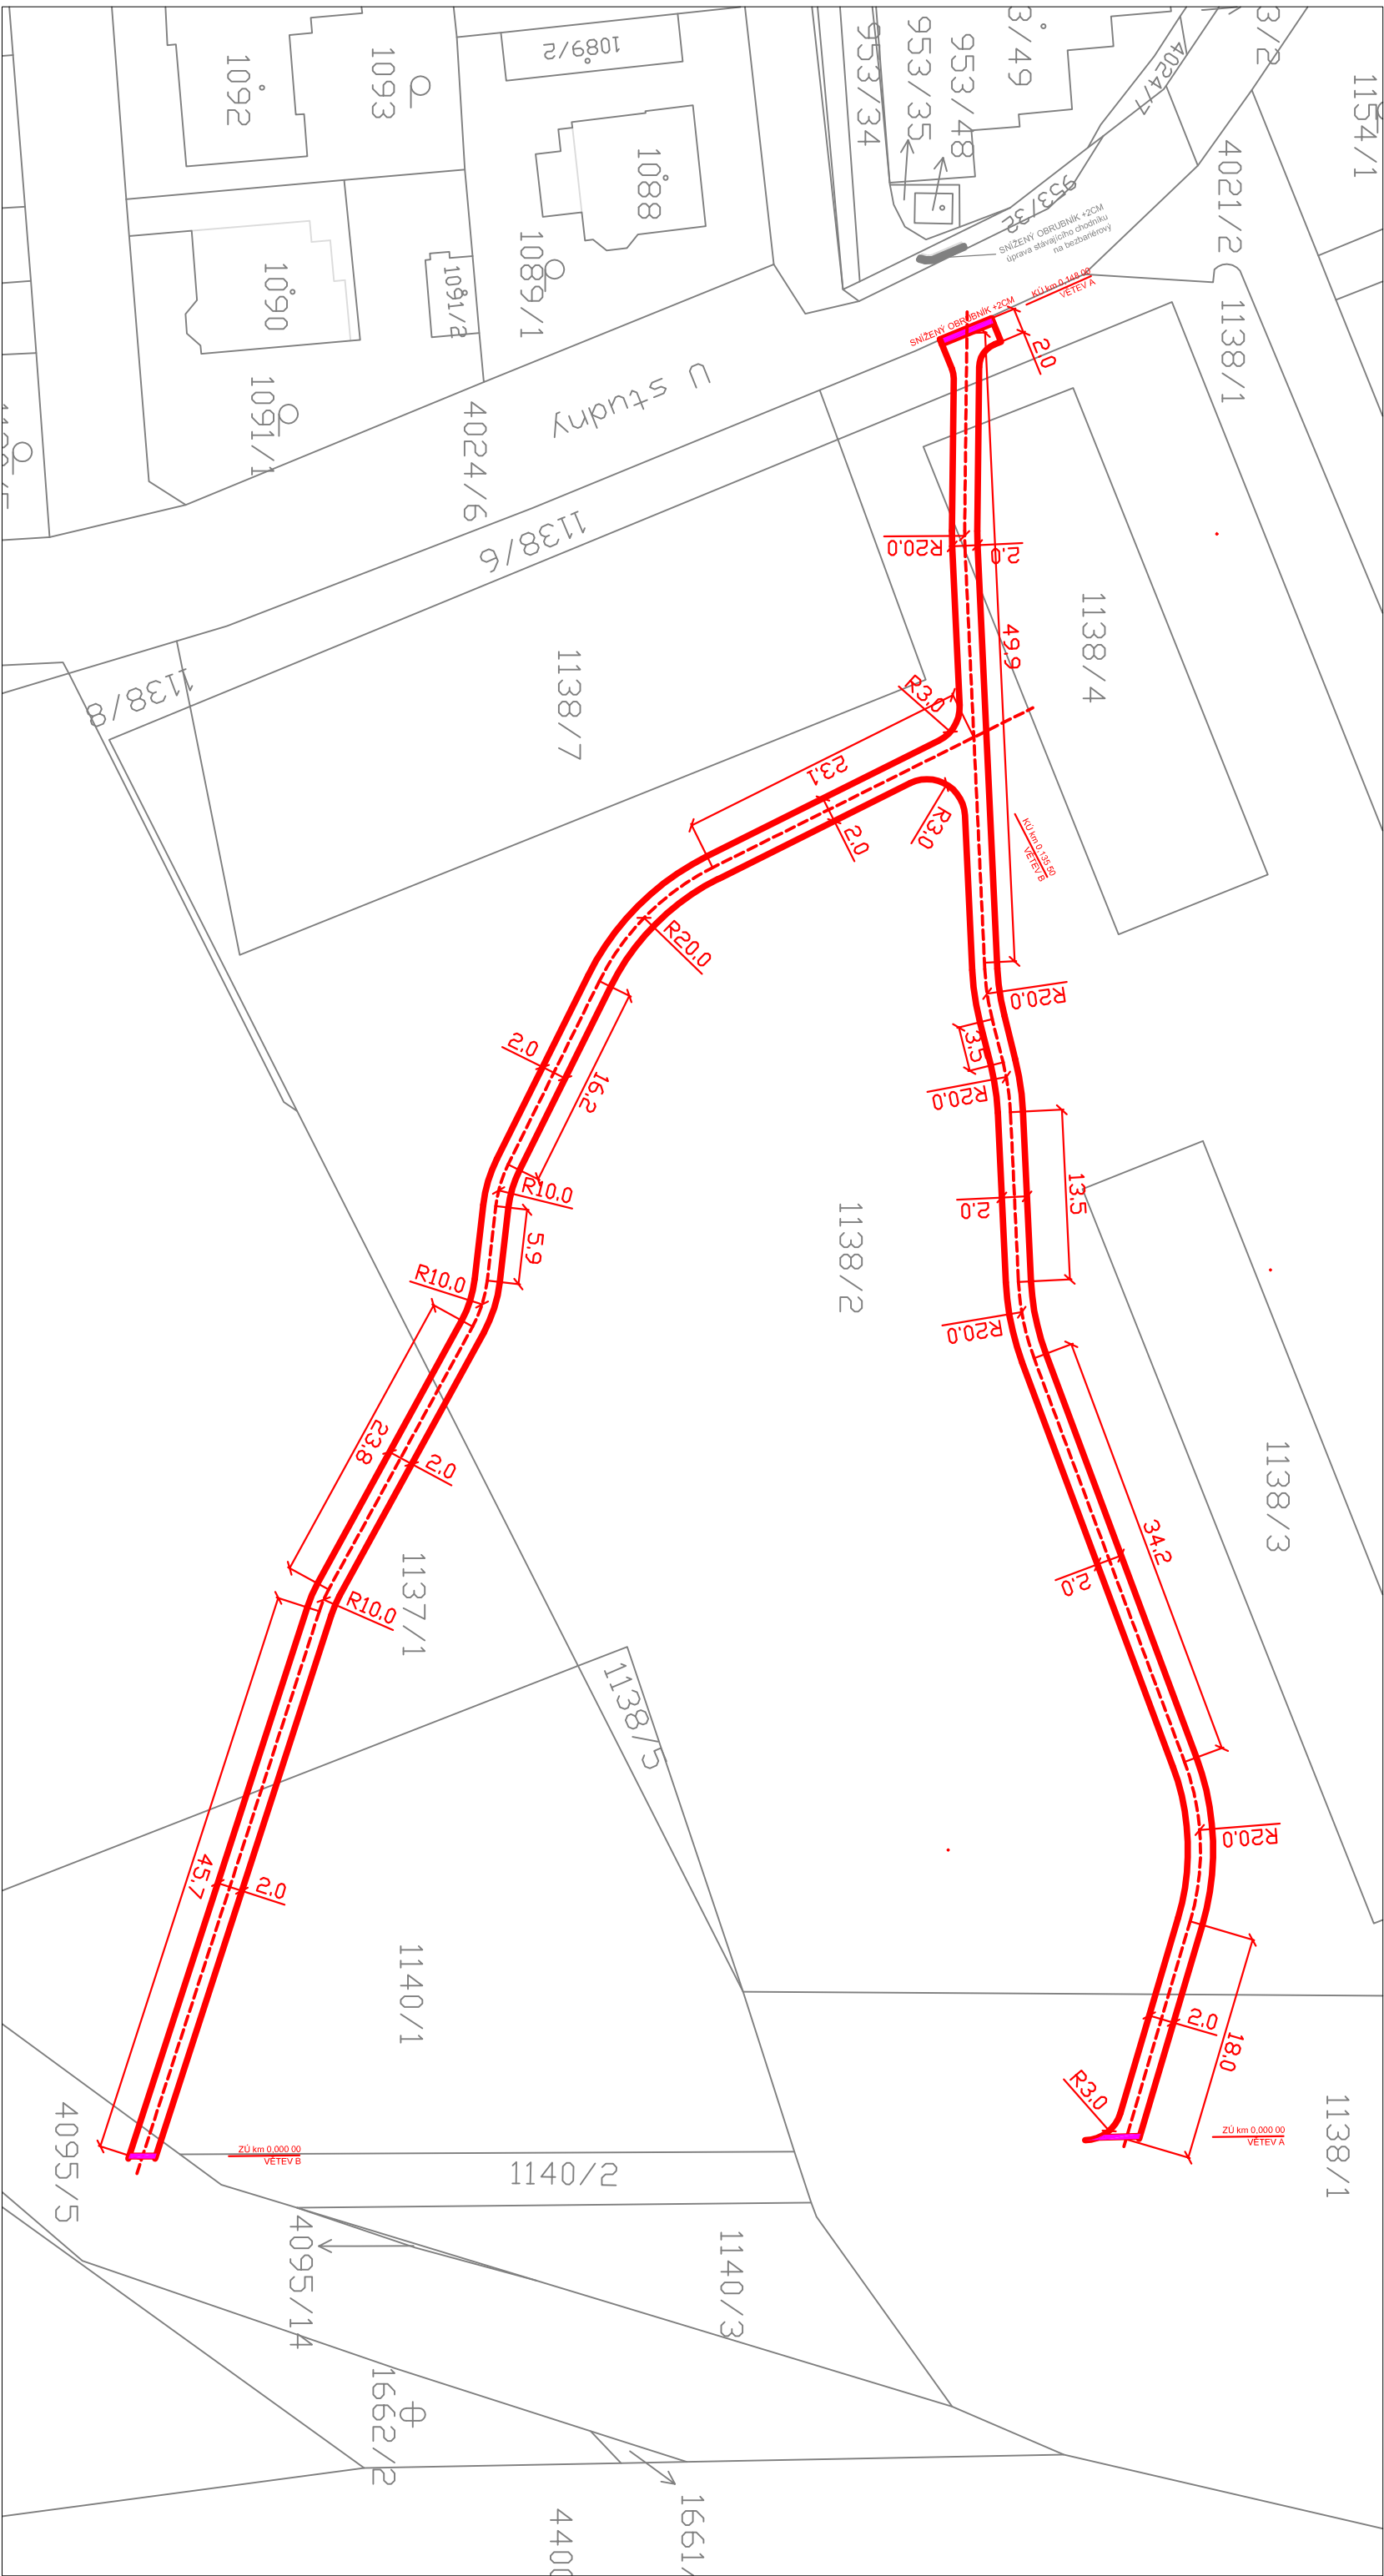 1092
1093
1089/2
1088
953/34
953/35
953/48
3/49
4024/7
3/2
1154/1
4021/2
953/32
SNÍŽENÝ OBRUBNÍK +2CM
úprava stávajícího chodníku
na bezbariérový
1090
1091/2
1089/1
KÚ km 0,148 00
VĚTEV A
SNÍŽENÝ OBRUBNÍK +2CM
2.0
1138/1
1091/1
4024/6
U studny
1138/6
R20.0
2.0
49.9
1138/4
1138/8
1138/7
R3.0
23.1
2.0
R3.0
KÚ km 0,135 50
VĚTEV B
R20.0
R20.0
3.5
R20.0
2.0
16.2
R10.0
5.9
R10.0
13.5
2.0
1138/2
R20.0
23.8
2.0
34.2
2.0
1138/3
R10.0
1137/1
1138/5
R20.0
45.7
2.0
1140/1
2.0
18.0
R3.0
ZÚ km 0,000 00
VĚTEV A
1138/1
4095/5
ZÚ km 0,000 00
VĚTEV B
1140/2
4095/14
1140/3
1662/2
1661/
4400